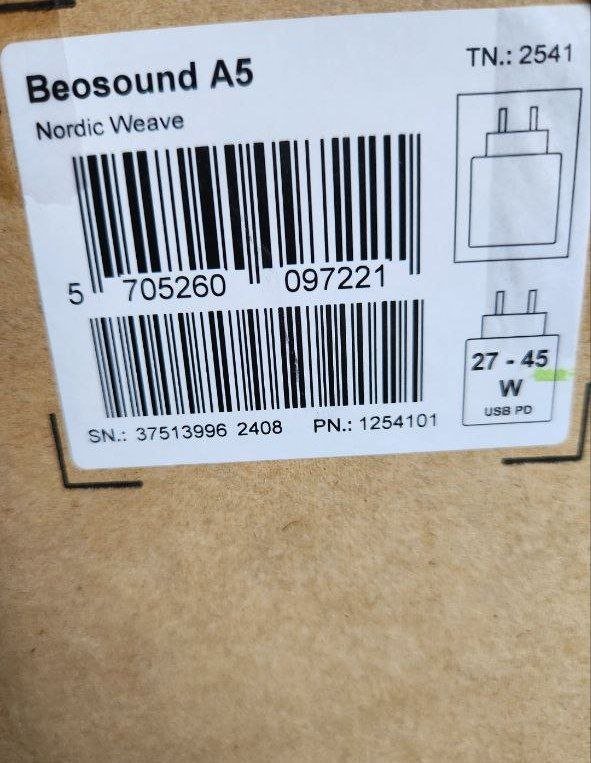 Beosound A5
TN.: 2541
Nordic Weave
5 705260 097221
27 - 45
W
USB PD
SN.: 37513996 2408 PN.: 1254101